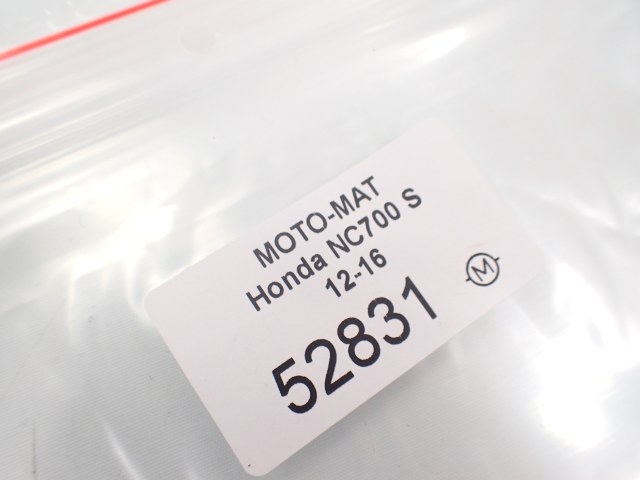 MOTO-MAT
Honda NC700 S
12-16
52831
M